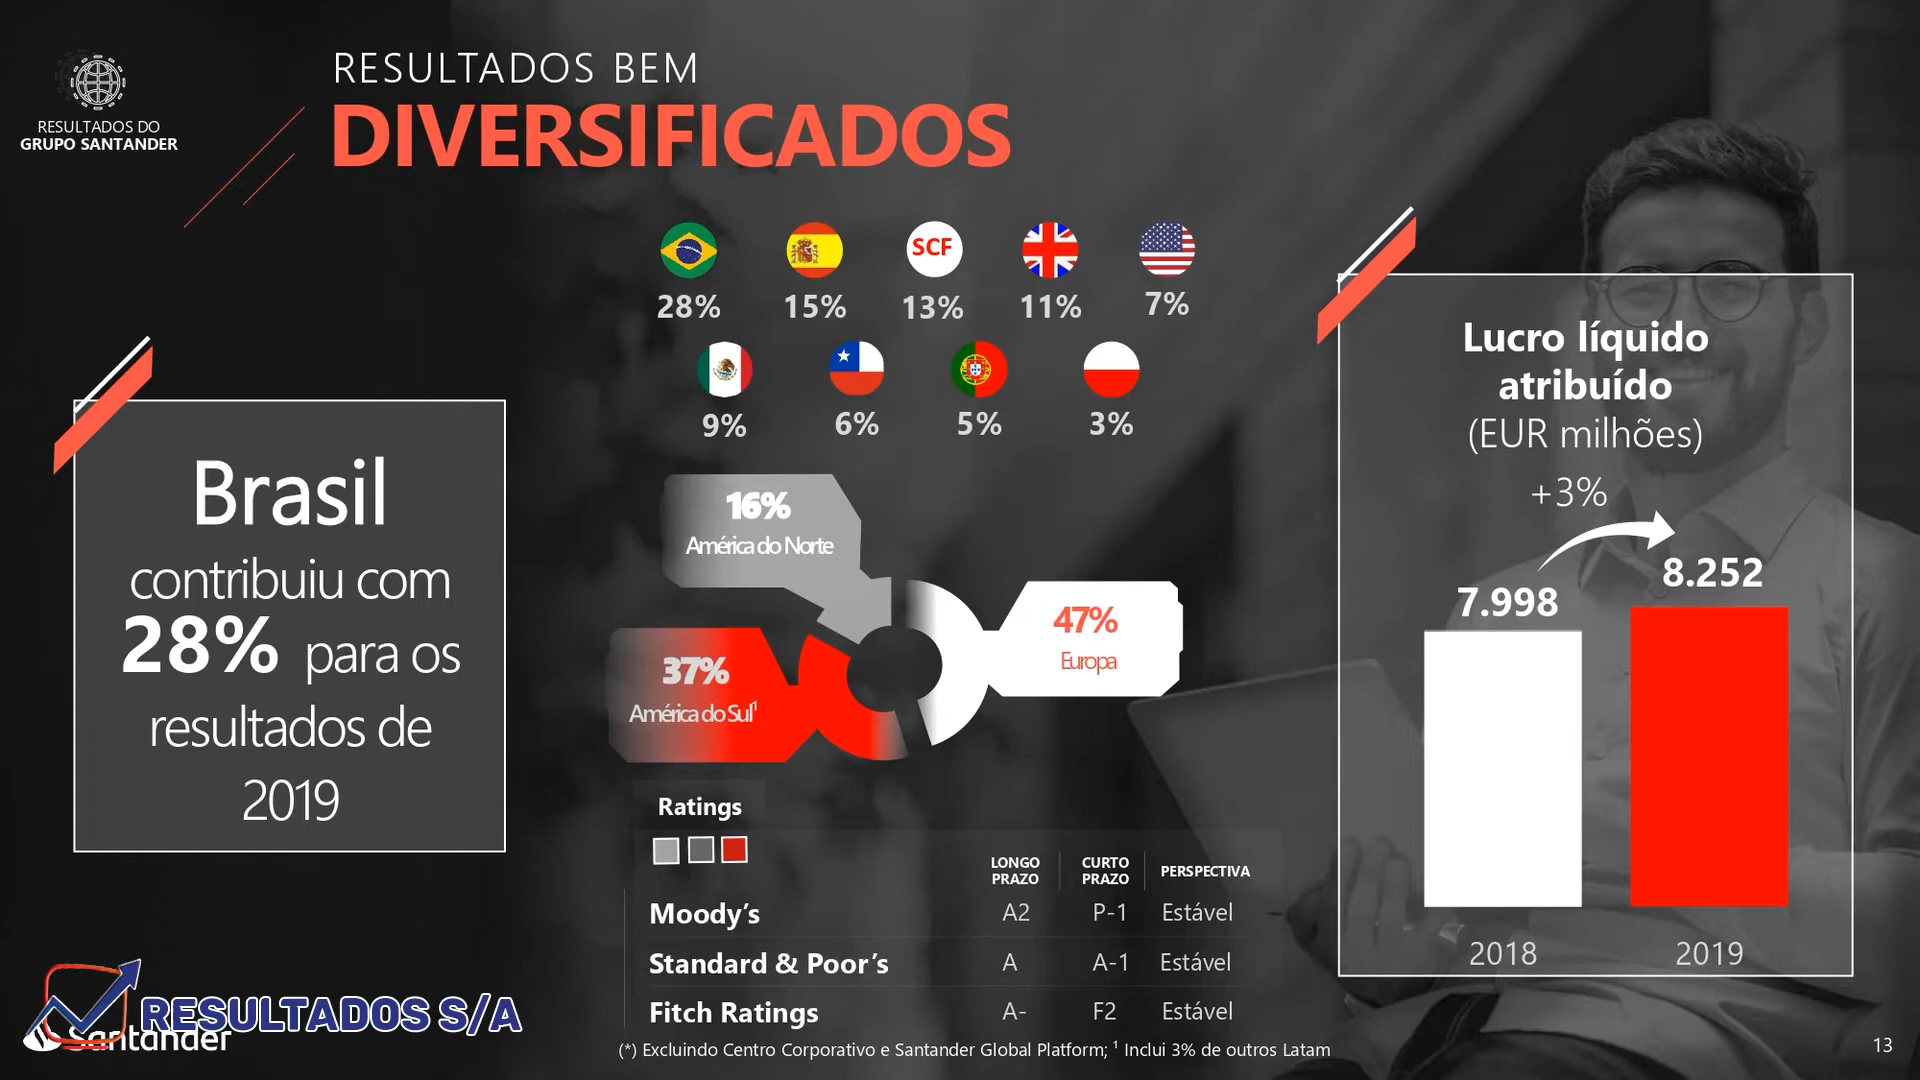 RESULTADOS DO
GRUPO SANTANDER
RESULTADOS BEM
DIVERSIFICADOS
SCF
28%
15%
13%
11%
7%
9%
6%
5%
3%
Brasil
contribuiu com
28% para os
resultados de
2019
16%
América do Norte
47%
Europa
37%
América do Sul¹
Lucro líquido
atribuído
(EUR milhões)
+3%
7.998
8.252
2018
2019
Ratings
LONGO PRAZO
CURTO PRAZO
PERSPECTIVA
Moody’s A2 P-1 Estável
Standard & Poor’s A A-1 Estável
Fitch Ratings A- F2 Estável
(*) Excluindo Centro Corporativo e Santander Global Platform; ¹ Inclui 3% de outros Latam
RESULTADOS S/A
Santander
13